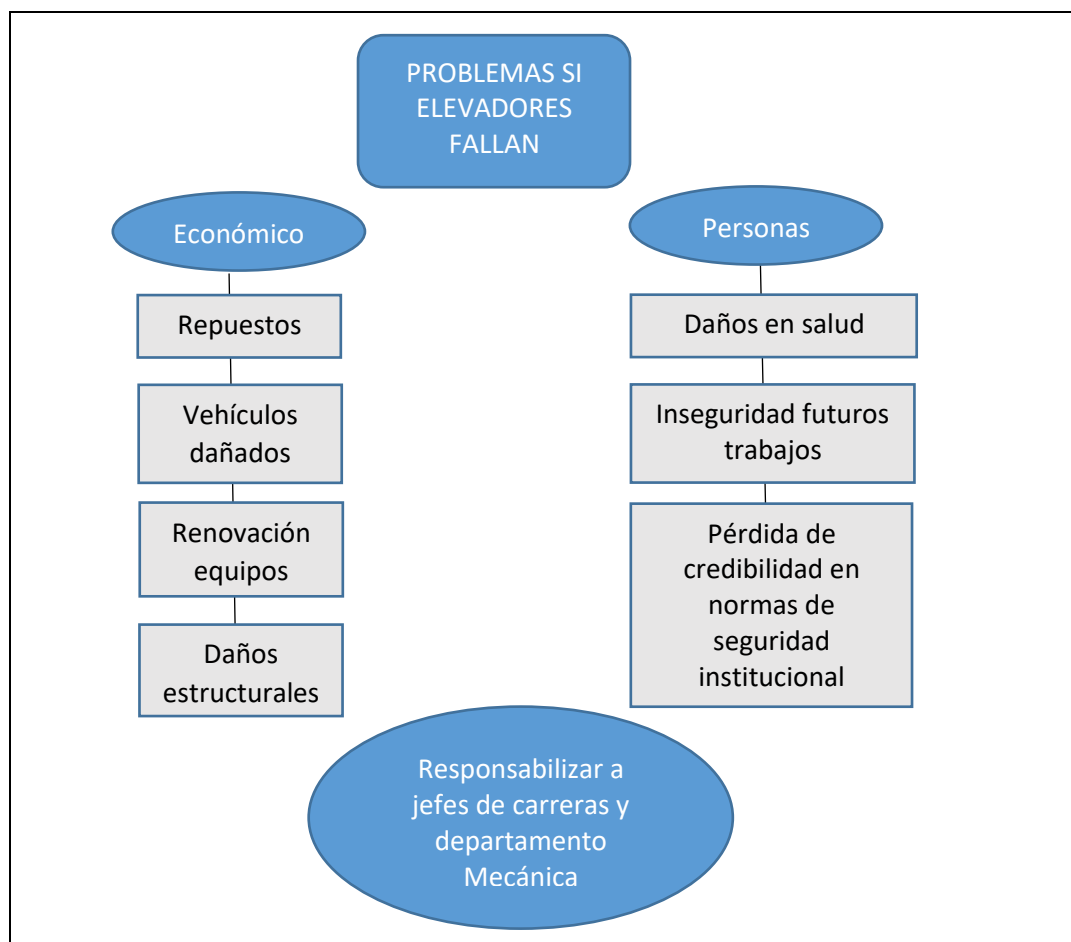 PROBLEMAS SI
ELEVADORES
FALLAN
Económico
Repuestos
Vehículos
dañados
Renovación
equipos
Daños
estructurales
Personas
Daños en salud
Inseguridad futuros
trabajos
Pérdida de
credibilidad en
normas de
seguridad
institucional
Responsabilizar a
jefes de carreras y
departamento
Mecánica